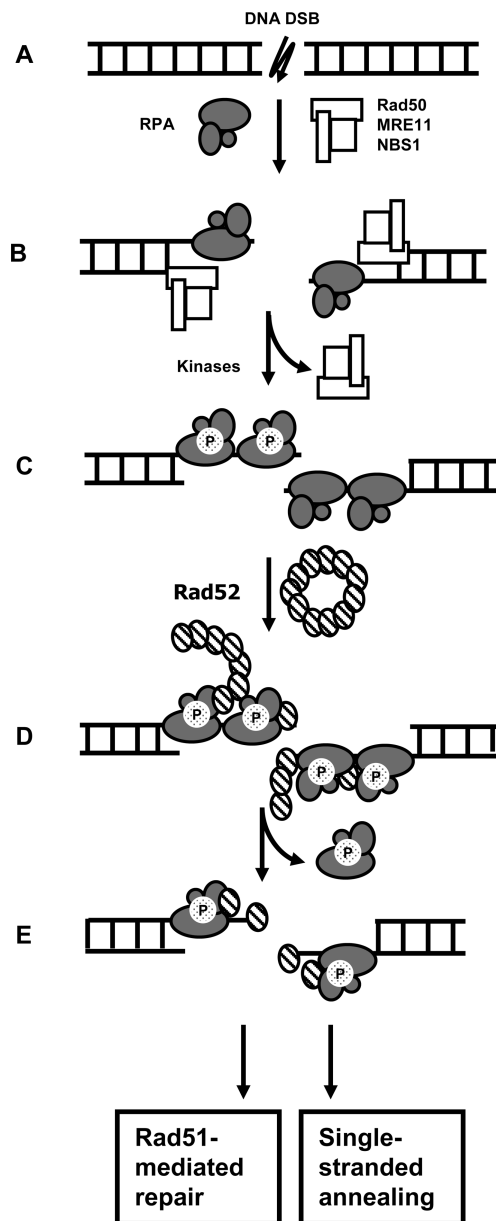 DNA DSB
A
RPA
Rad50
MRE11
NBS1
B
Kinases
P P
C
Rad52
P P
D
P P
P
P
E
P
Rad51-
mediated
repair
Single-
stranded
annealing